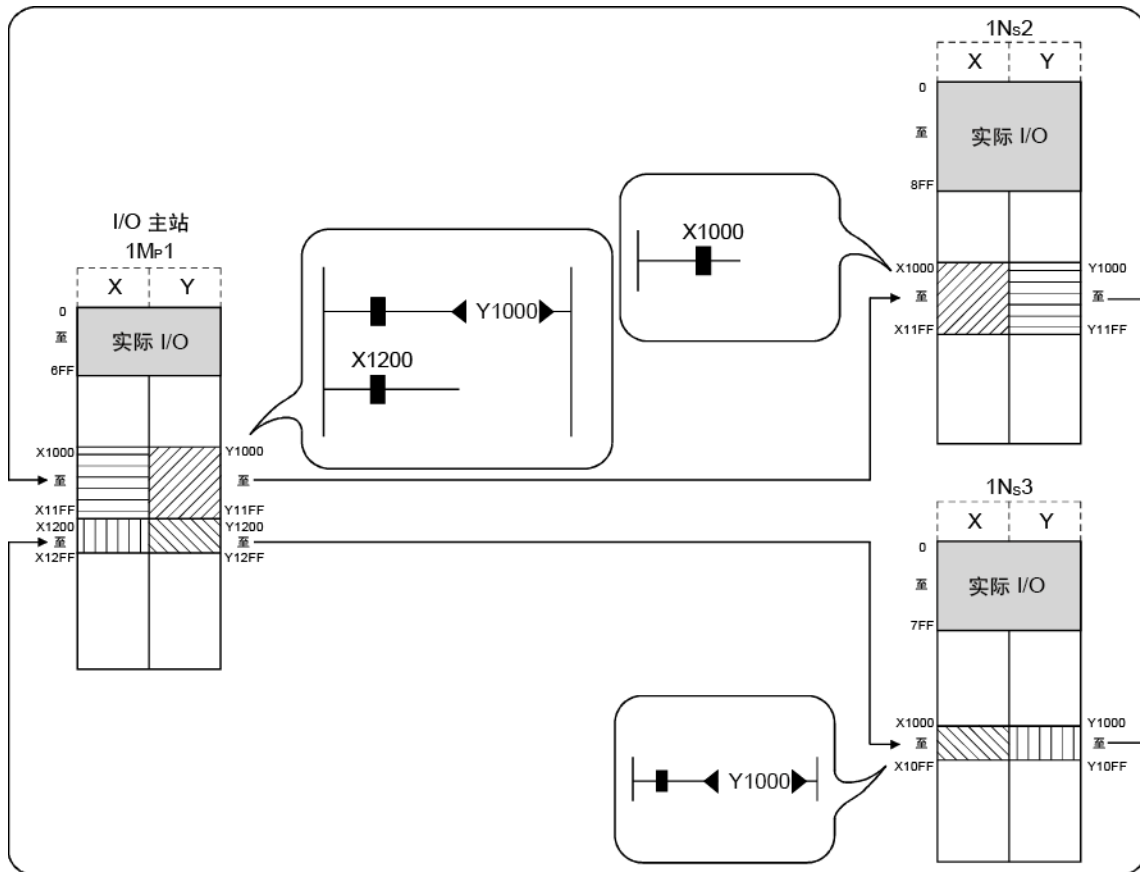 I/O 主站
1MP1
X Y
0
至
6FF
实际 I/O
X1000
至
X11FF
X1200
至
X12FF
Y1000
至
Y11FF
Y1200
至
Y12FF
Y1000
X1200
X1000
1NS2
X Y
0
至
8FF
实际 I/O
X1000
至
X11FF
Y1000
至
Y11FF
1NS3
X Y
0
至
7FF
实际 I/O
X1000
至
X10FF
Y1000
至
Y10FF
Y1000